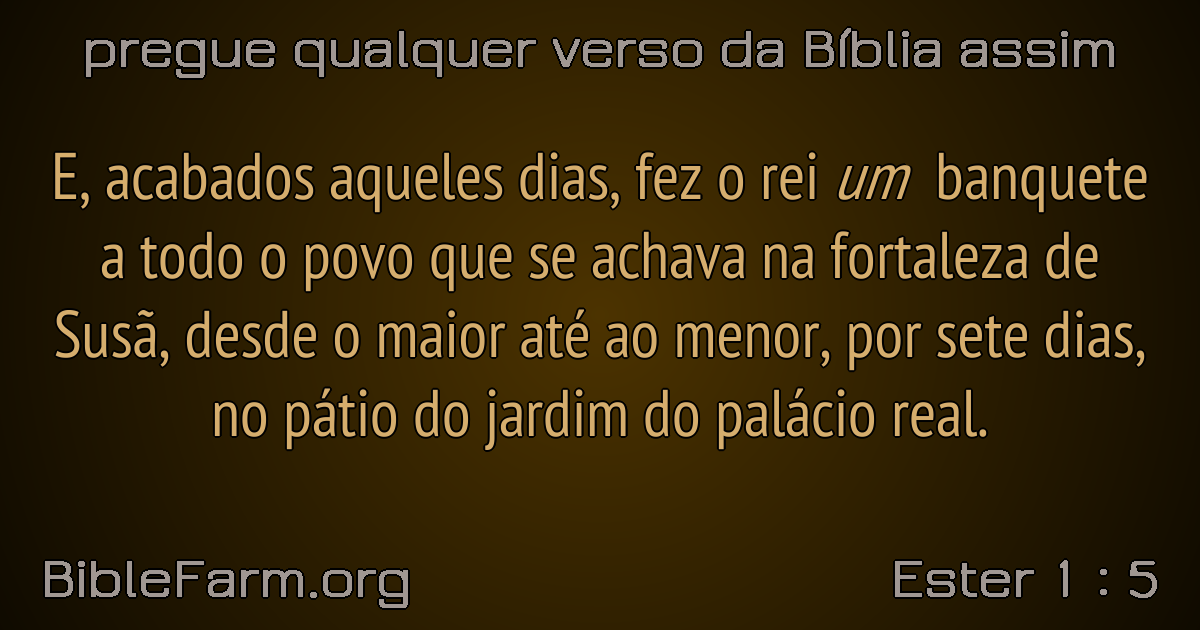 pregue qualquer verso da Bíblia assim
E, acabados aqueles dias, fez o rei um banquete
a todo o povo que se achava na fortaleza de
Susã, desde o maior até ao menor, por sete dias,
no pátio do jardim do palácio real.
BibleFarm.org
Ester 1 : 5